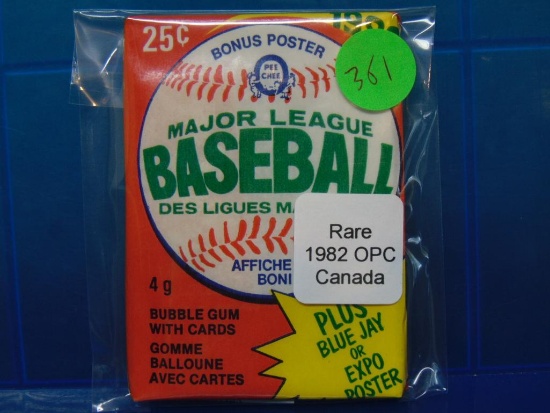 25¢
BONUS POSTER
361
PEE
CHEE
MAJOR LEAGUE
BASEBALL
DES LIGUES MA
Rare
1982 OPC
Canada
AFFICHE
BONI
4 g
BUBBLE GUM
WITH CARDS
GOMME
BALLOUNE
AVEC CARTES
PLUS
BLUE JAY
OR
EXPO
POSTER